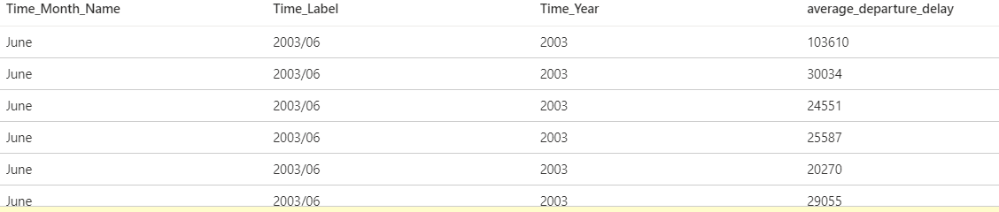 Time_Month_Name Time_Label Time_Year average_departure_delay
June 2003/06 2003 103610
June 2003/06 2003 30034
June 2003/06 2003 24551
June 2003/06 2003 25587
June 2003/06 2003 20270
June 2003/06 2003 29055